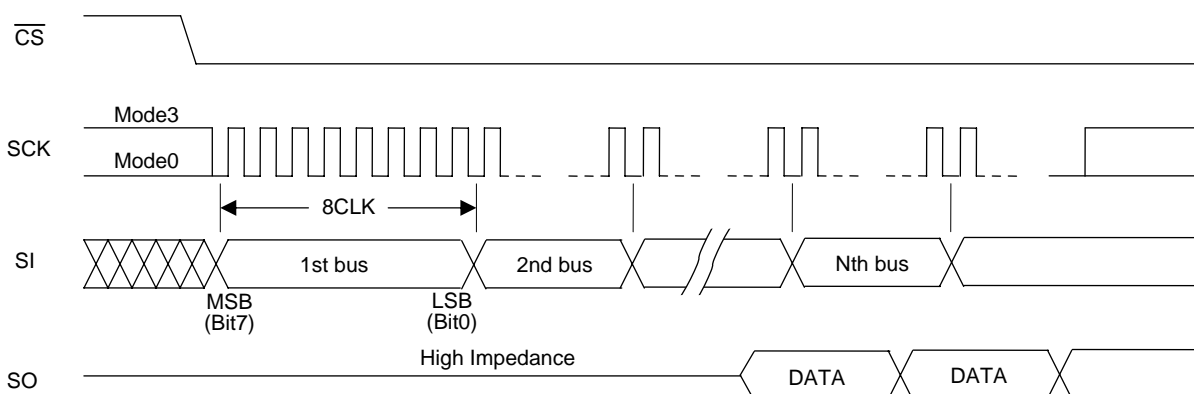 CS
Mode3
SCK
Mode0
8CLK
SI
1st bus
2nd bus
Nth bus
MSB
(Bit7)
LSB
(Bit0)
High Impedance
SO
DATA
DATA